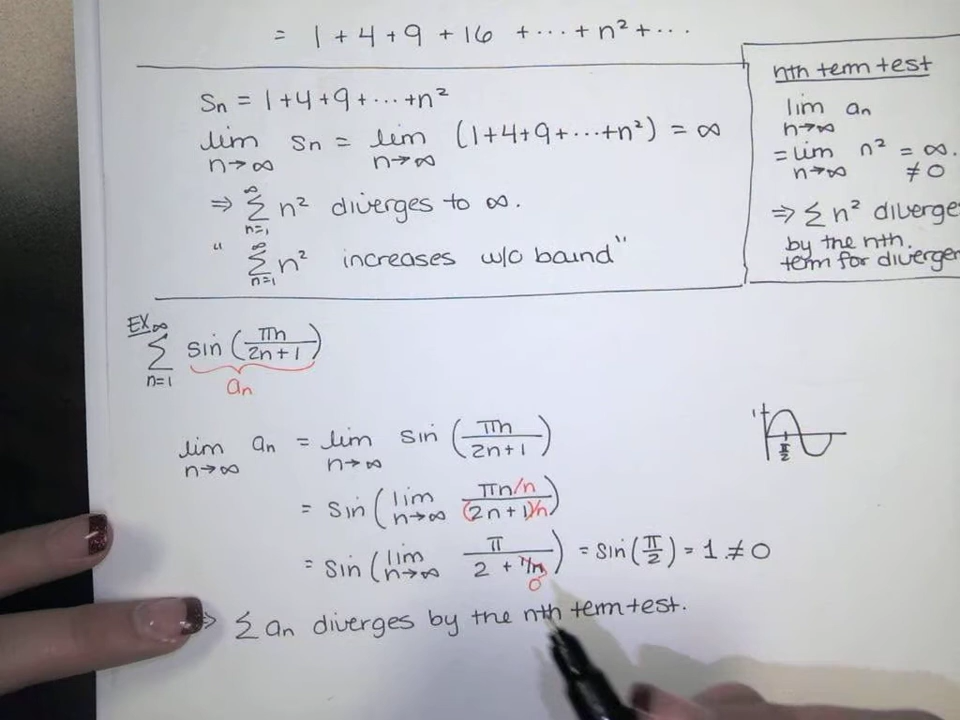 = 1 + 4 + 9 + 16 + ... + n² + ...
Sn = 1+4+9+...+n²
lim n→∞ Sn = lim n→∞ (1+4+9+...+n²) = ∞
⇒ ∞ Σ n=1 n² diverges to ∞.
" ∞ Σ n=1 n² increases w/o bound"
nth term test
lim n→∞ an
= lim n→∞ n² = ∞.
≠ 0
⇒ Σ n² diverge
by the nth.
term for diverger
EX ∞ Σ n=1 sin (πn / 2n+1)
an
lim n→∞ an = lim n→∞ sin (πn / 2n+1)
1
π/2
= sin (lim n→∞ πn/n / (2n+1)/n)
= sin (lim n→∞ π / 2 + 1/n) = sin(π/2) = 1 ≠ 0
0
⇒ Σ an diverges by the nth term test.